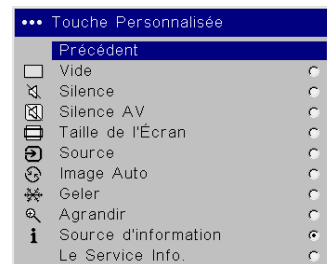 ••• Touche Personnalisée
Précédent
Vide
Silence
Silence AV
Taille de l'Écran
Source
Image Auto
Geler
Agrandir
Source d'information
Le Service Info.